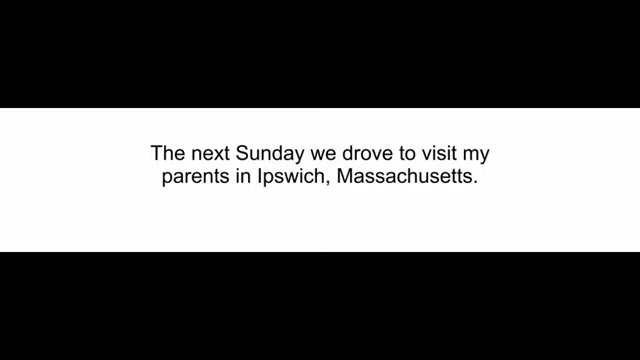 The next Sunday we drove to visit my
parents in Ipswich, Massachusetts.